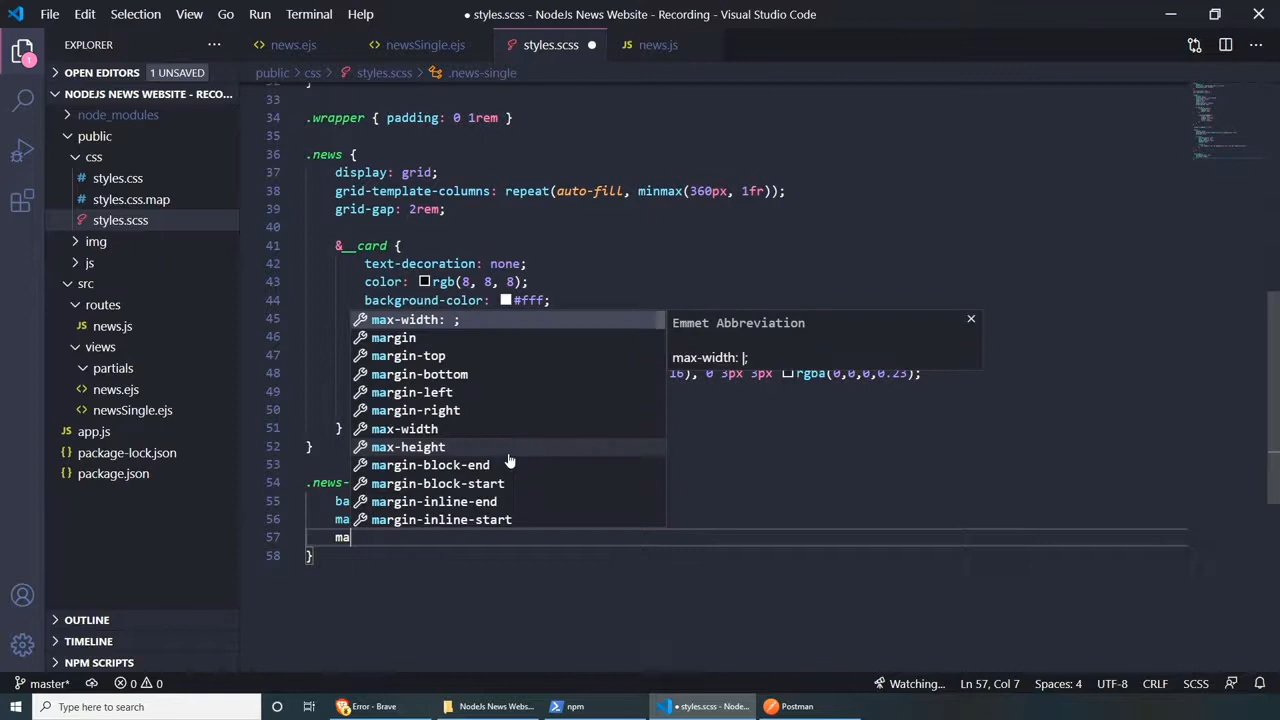 File Edit Selection View Go Run Terminal Help
● styles.scss - NodeJs News Website - Recording - Visual Studio Code
EXPLORER
OPEN EDITORS 1 UNSAVED
NODEJS NEWS WEBSITE - RECO...
node_modules
public
css
styles.css
styles.css.map
styles.scss
img
js
src
routes
news.js
views
partials
news.ejs
newsSingle.ejs
app.js
package-lock.json
package.json
OUTLINE
TIMELINE
NPM SCRIPTS
news.ejs newsSingle.ejs styles.scss ● news.js
public > css > styles.scss > .news-single
33
34 .wrapper { padding: 0 1rem }
35
36 .news {
37 display: grid;
38 grid-template-columns: repeat(auto-fill, minmax(360px, 1fr));
39 grid-gap: 2rem;
40
41 &__card {
42 text-decoration: none;
43 color: rgb(8, 8, 8);
44 background-color: #fff;
45
46
47
48 16), 0 3px 3px rgba(0,0,0,0.23);
49
50
51 }
52 }
53
54 .news-
55 ba
56 ma
57 ma
58 }
max-width: ;
margin
margin-top
margin-bottom
margin-left
margin-right
max-width
max-height
margin-block-end
margin-block-start
margin-inline-end
margin-inline-start
Emmet Abbreviation
max-width: |;
master* 0 0 Watching... Ln 57, Col 7 Spaces: 4 UTF-8 CRLF SCSS
Type here to search Error - Brave NodeJs News Webs... npm ● styles.scss - Node... Postman
1